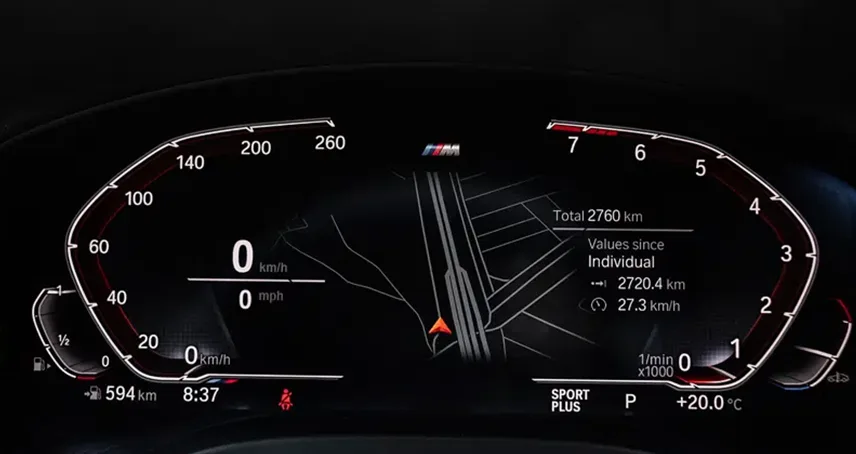 260
200
140
100
60
40
20
0 km/h
0 km/h
0 mph
1
½
0
594 km
8:37
M
7
6
5
4
3
2
1
0
1/min
x1000
Total 2760 km
Values since
Individual
2720.4 km
27.3 km/h
SPORT
PLUS
P
+20.0 °C